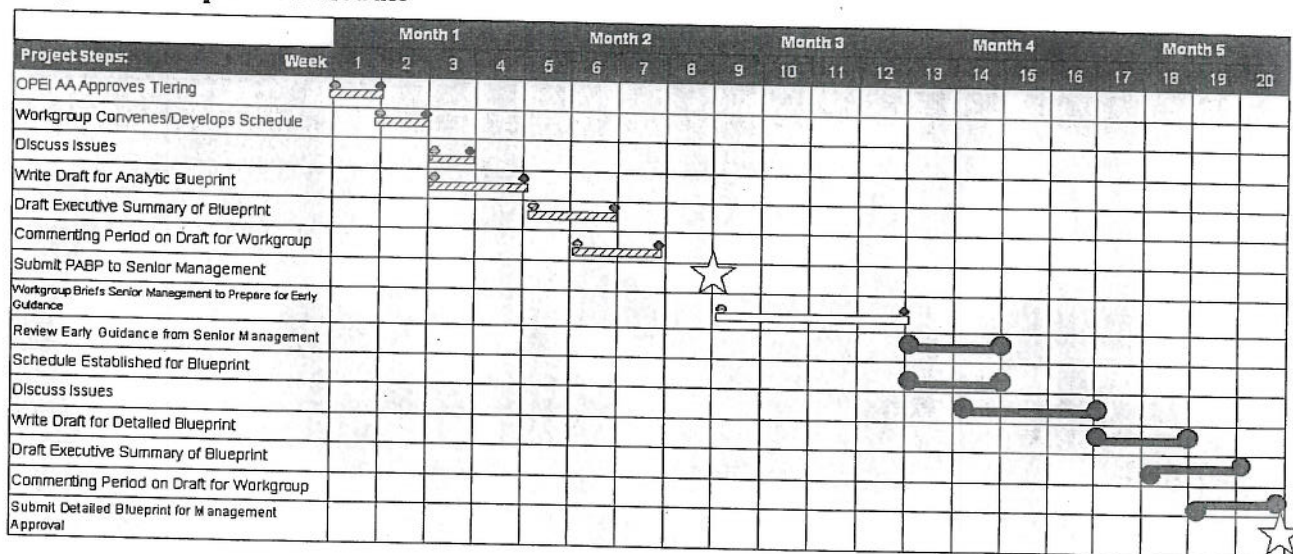 Month 1 Month 2 Month 3 Month 4 Month 5
Project Steps: Week 1 2 3 4 5 6 7 8 9 10 11 12 13 14 15 16 17 18 19 20
OPEI AA Approves Tiering
Workgroup Convenes/Develops Schedule
Discuss Issues
Write Draft for Analytic Blueprint
Draft Executive Summary of Blueprint
Commenting Period on Draft for Workgroup
Submit PABP to Senior Management
Workgroup Briefs Senior Management to Prepare for Early
Guidance
Review Early Guidance from Senior Management
Schedule Established for Blueprint
Discuss Issues
Write Draft for Detailed Blueprint
Draft Executive Summary of Blueprint
Commenting Period on Draft for Workgroup
Submit Detailed Blueprint for Management
Approval